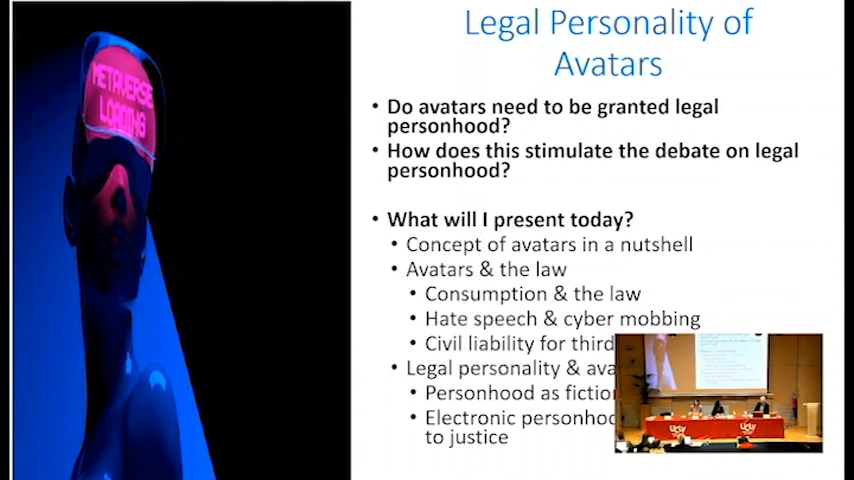 METAVERSE
LOADING
Legal Personality of
Avatars
• Do avatars need to be granted legal
personhood?
• How does this stimulate the debate on legal
personhood?
• What will I present today?
• Concept of avatars in a nutshell
• Avatars & the law
• Consumption & the law
• Hate speech & cyber mobbing
• Civil liability for third
• Legal personality & ava
• Personhood as fiction
• Electronic personhoo
to justice